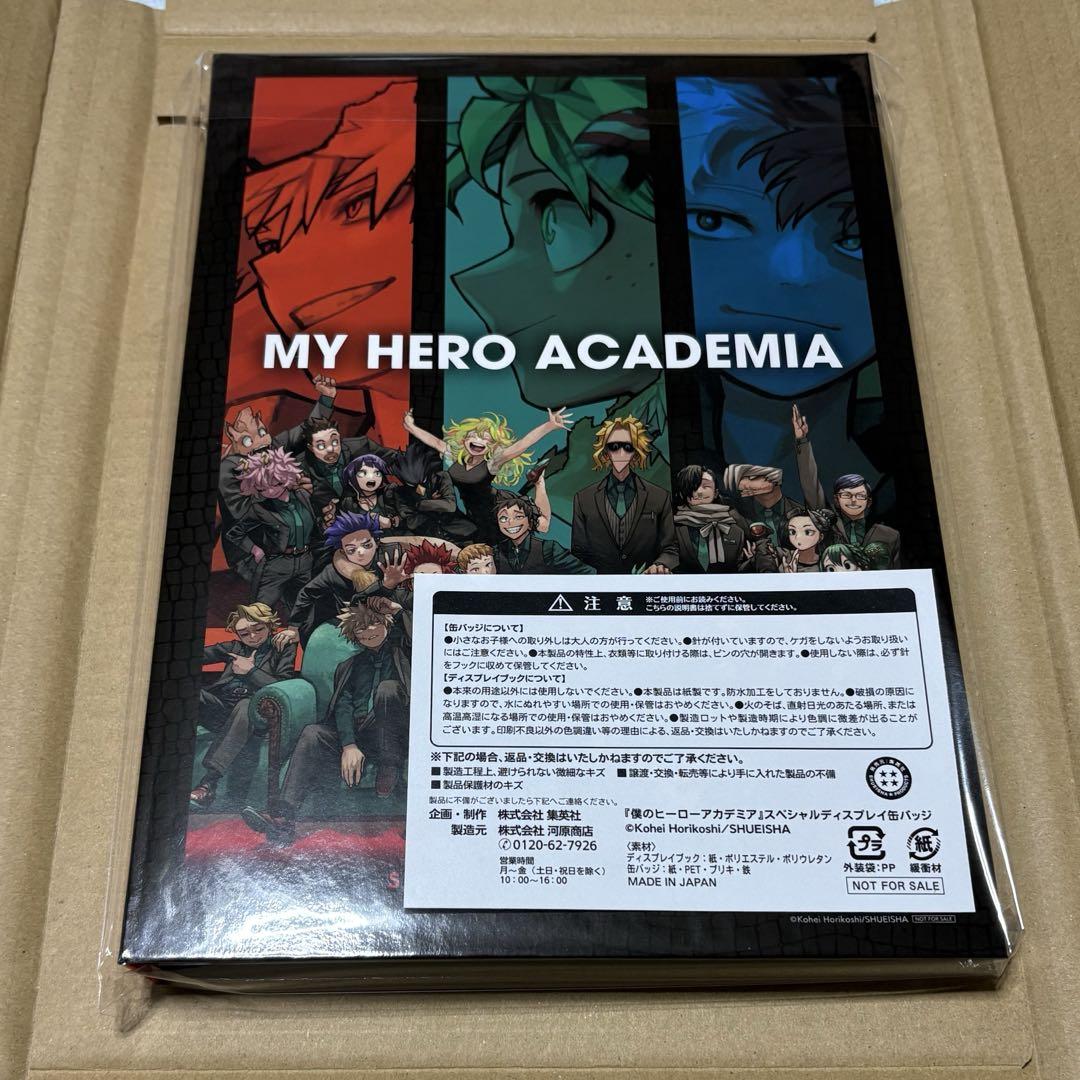 MY HERO ACADEMIA
注意
※ご使用前にお読みください。
こちらの説明書は捨てずに保管してください。
【缶バッジについて】
●小さなお子様への取り外しは大人の方が行ってください。●針が付いていますので、ケガをしないようお取り扱い
にはご注意ください。●本製品の特性上、衣類等に取り付ける際は、ピンの穴が開きます。●使用しない際は、必ず針
をフックに収めて保管してください。
【ディスプレイブックについて】
●本来の用途以外には使用しないでください。●本製品は紙製です。防水加工をしておりません。●破損の原因に
なりますので、水にぬれやすい場所での使用・保管はおやめください。●火のそば、直射日光のあたる場所、または
高温高湿になる場所での使用・保管はおやめください。●製造ロットや製造時期により色調に微差が出ることが
ございます。印刷不良以外の色調違い等の理由による、返品・交換はいたしかねますのでご了承ください。
※下記の場合、返品・交換はいたしかねますのでご了承ください。
■製造工程上、避けられない微細なキズ ■譲渡・交換・転売等により手に入れた製品の不備
■製品保護材のキズ
製品に不備がございましたら下記へご連絡ください。
企画・制作 株式会社 集英社
製造元 株式会社 河原商店
0120-62-7926
営業時間
月～金（土日・祝日を除く）
10：00～16：00
『僕のヒーローアカデミア』スペシャルディスプレイ缶バッジ
©Kohei Horikoshi/SHUEISHA
〈素材〉
ディスプレイブック：紙・ポリエステル・ポリウレタン
缶バッジ：紙・PET・ブリキ・鉄
MADE IN JAPAN
プラ
外装袋：PP
紙
緩衝材
NOT FOR SALE
S
©Kohei Horikoshi/SHUEISHA NOT FOR SALE